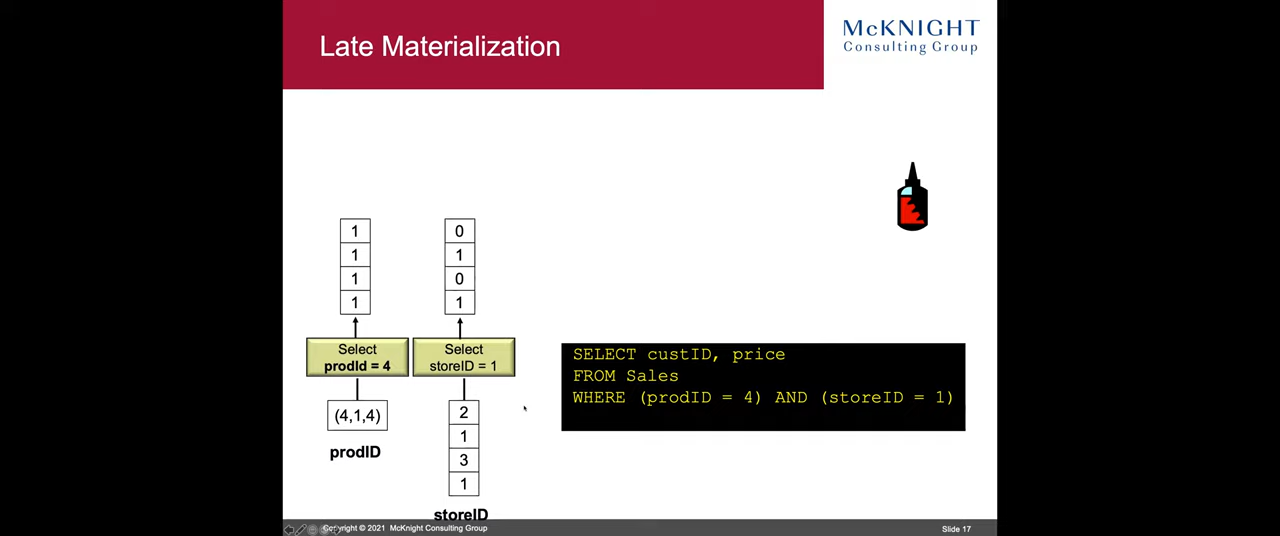 Late Materialization
McKNIGHT
Consulting Group
1
1
1
1
0
1
0
1
Select
prodId = 4
Select
storeID = 1
(4,1,4)
prodID
2
1
3
1
storeID
SELECT custID, price
FROM Sales
WHERE (prodID = 4) AND (storeID = 1)
Copyright © 2021 McKnight Consulting Group
Slide 17